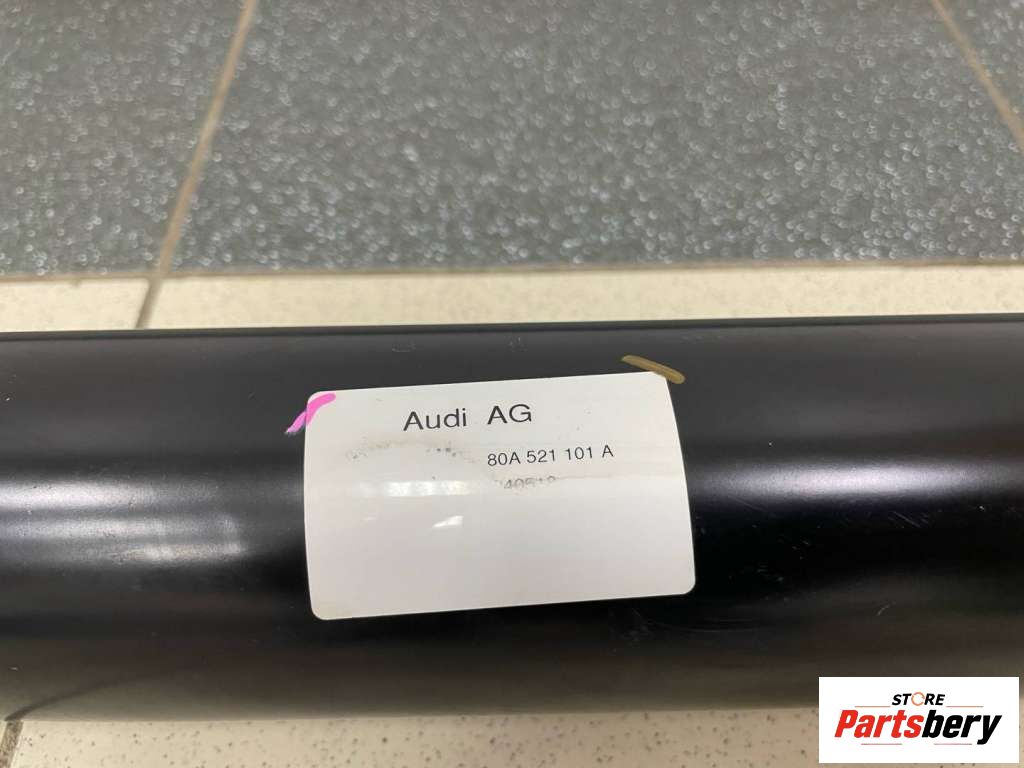 Audi AG
80A 521 101 A
STORE
Partsbery